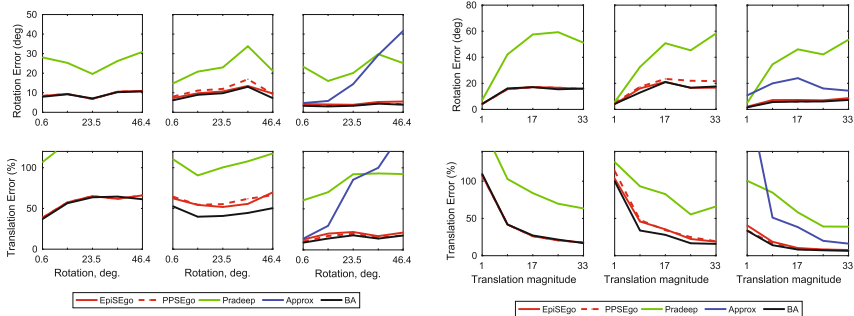 50
40
30
20
10
0
Rotation Error (deg)
0.6 23.5 46.4
0.6 23.5 46.4
0.6 23.5 46.4
100
50
0
Translation Error (%)
0.6 23.5 46.4
0.6 23.5 46.4
0.6 23.5 46.4
Rotation, deg.
Rotation, deg.
Rotation, deg.
EpiSEgo PPSEgo Pradeep Approx BA
80
60
40
20
0
Rotation Error (deg)
1 17 33
1 17 33
1 17 33
100
50
0
Translation Error (%)
1 17 33
1 17 33
1 17 33
Translation magnitude
Translation magnitude
Translation magnitude
EpiSEgo PPSEgo Pradeep Approx BA